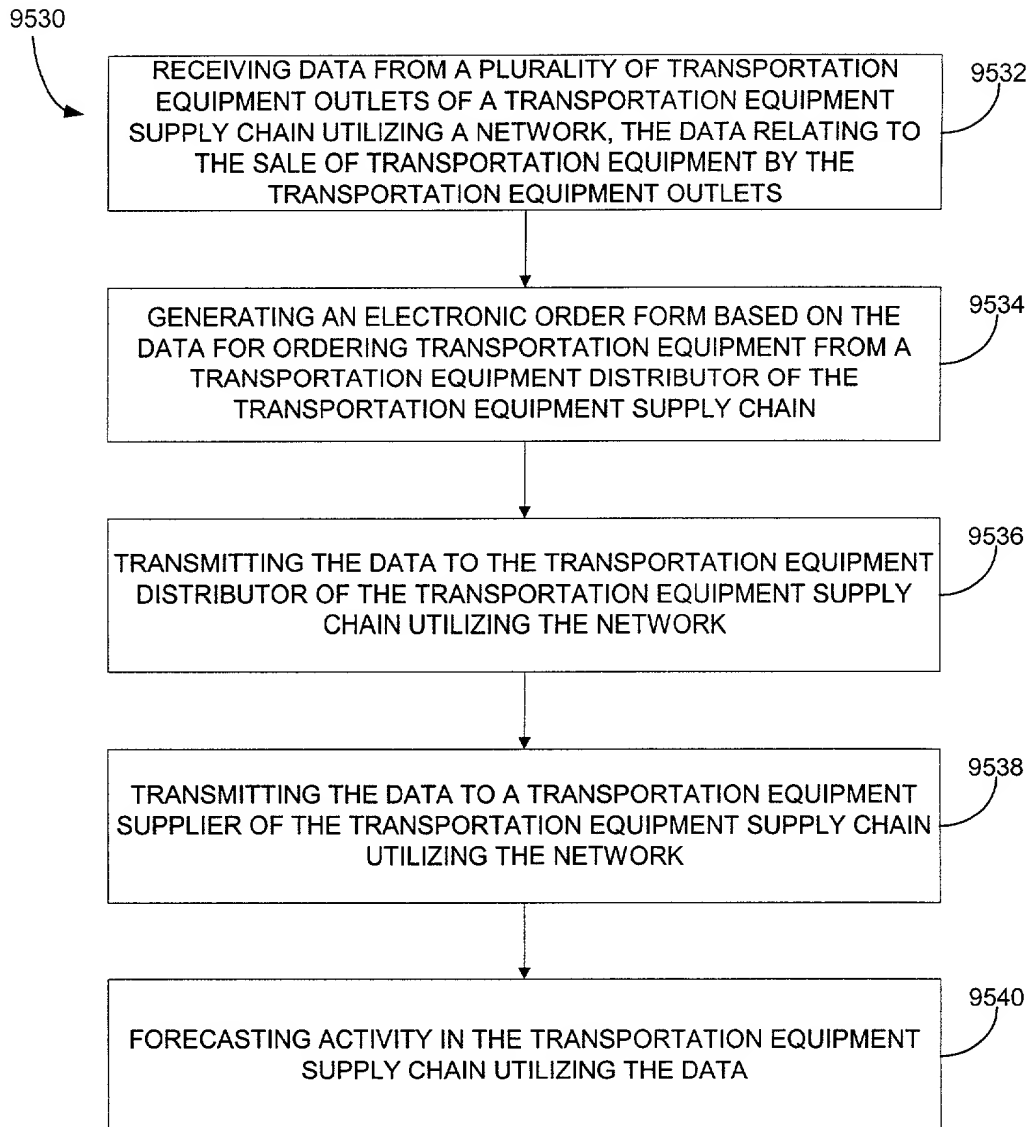 9530
RECEIVING DATA FROM A PLURALITY OF TRANSPORTATION
EQUIPMENT OUTLETS OF A TRANSPORTATION EQUIPMENT
SUPPLY CHAIN UTILIZING A NETWORK, THE DATA RELATING TO
THE SALE OF TRANSPORTATION EQUIPMENT BY THE
TRANSPORTATION EQUIPMENT OUTLETS
9532
GENERATING AN ELECTRONIC ORDER FORM BASED ON THE
DATA FOR ORDERING TRANSPORTATION EQUIPMENT FROM A
TRANSPORTATION EQUIPMENT DISTRIBUTOR OF THE
TRANSPORTATION EQUIPMENT SUPPLY CHAIN
9534
TRANSMITTING THE DATA TO THE TRANSPORTATION EQUIPMENT
DISTRIBUTOR OF THE TRANSPORTATION EQUIPMENT SUPPLY
CHAIN UTILIZING THE NETWORK
9536
TRANSMITTING THE DATA TO A TRANSPORTATION EQUIPMENT
SUPPLIER OF THE TRANSPORTATION EQUIPMENT SUPPLY CHAIN
UTILIZING THE NETWORK
9538
FORECASTING ACTIVITY IN THE TRANSPORTATION EQUIPMENT
SUPPLY CHAIN UTILIZING THE DATA
9540